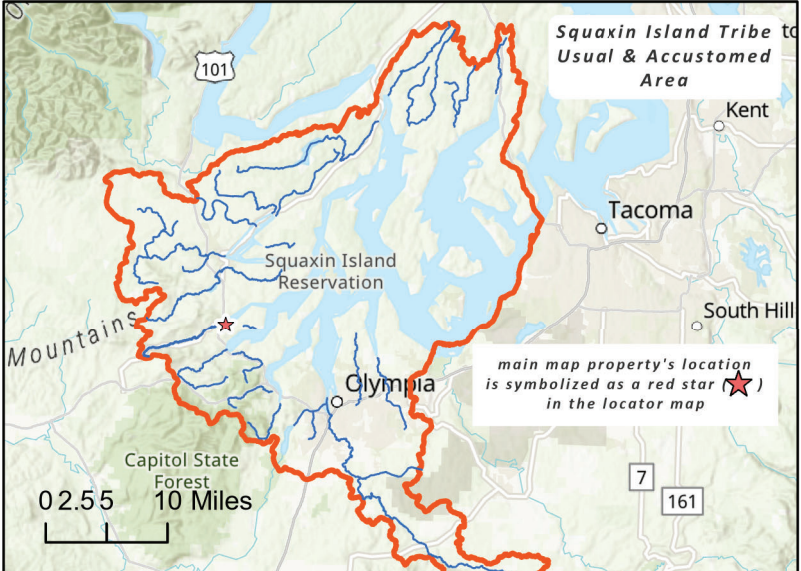 Squaxin Island Tribe
Usual & Accustomed
Area
to
101
Kent
Tacoma
Squaxin Island
Reservation
South Hill
Mountains
main map property's location
is symbolized as a red star ( )
in the locator map
Olympia
Capitol State
Forest
7
161
0 2.5 5 10 Miles